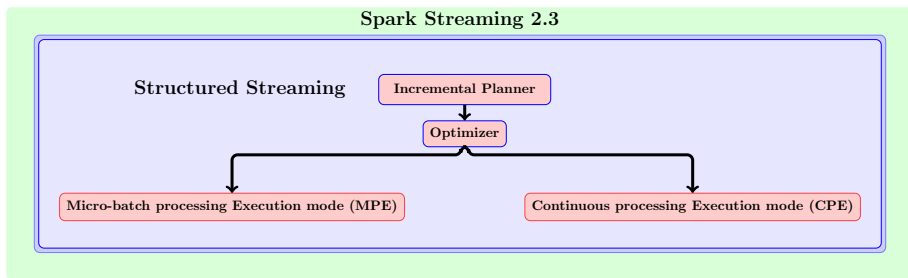 Spark Streaming 2.3
Structured Streaming
Incremental Planner
Optimizer
Micro-batch processing Execution mode (MPE)
Continuous processing Execution mode (CPE)